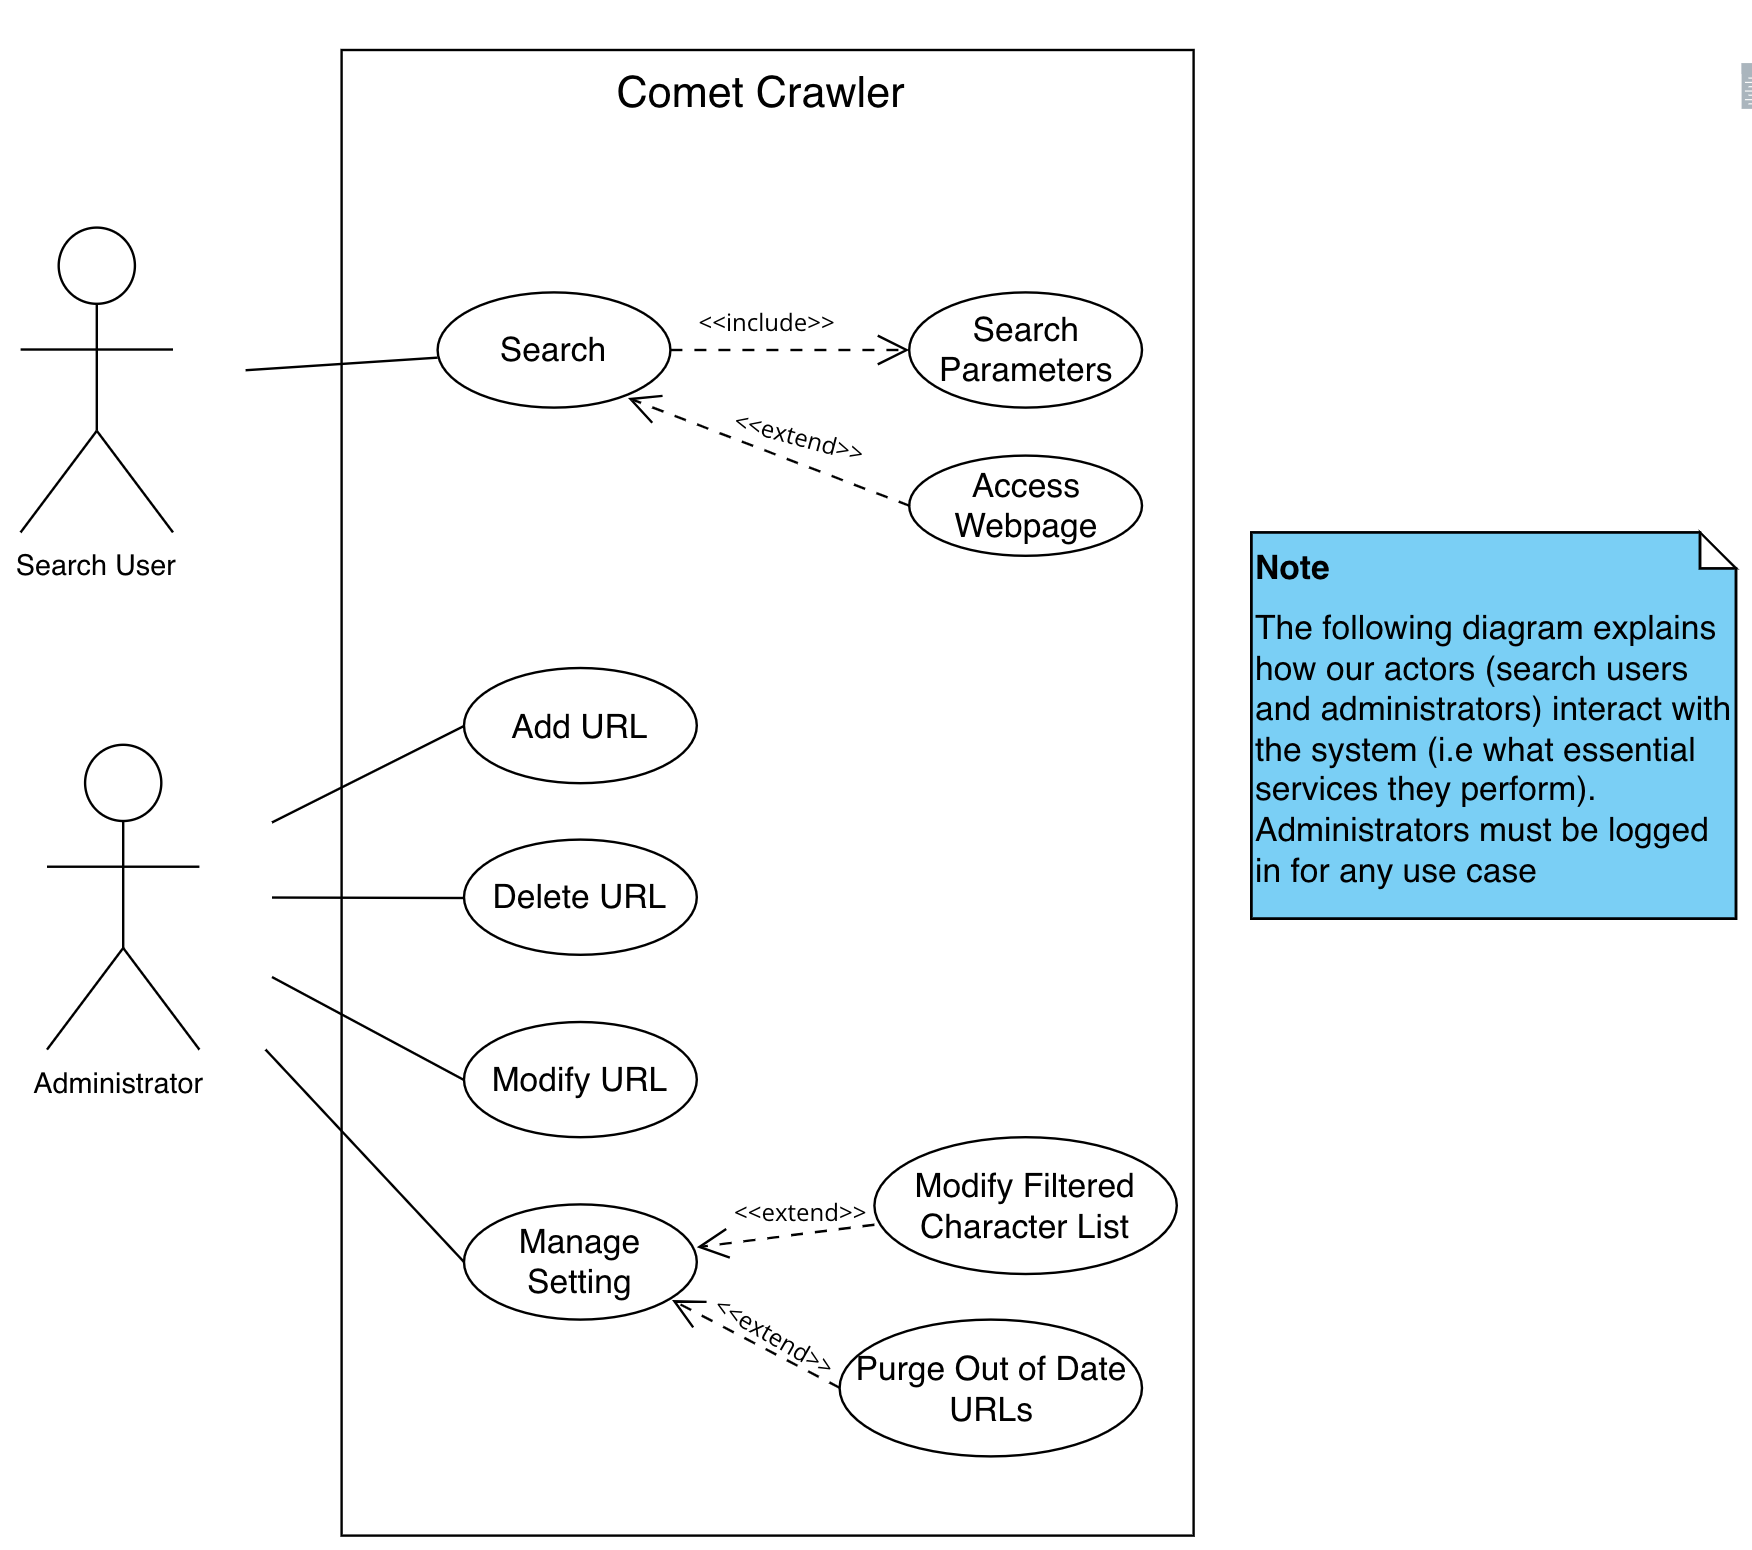 Comet Crawler
Search
<<include>>
Search
Parameters
<<extend>>
Access
Webpage
Search User
Note
The following diagram explains
how our actors (search users
and administrators) interact with
the system (i.e what essential
services they perform).
Administrators must be logged
in for any use case
Add URL
Delete URL
Modify URL
Administrator
Manage
Setting
<<extend>>
Modify Filtered
Character List
<<extend>>
Purge Out of Date
URLs